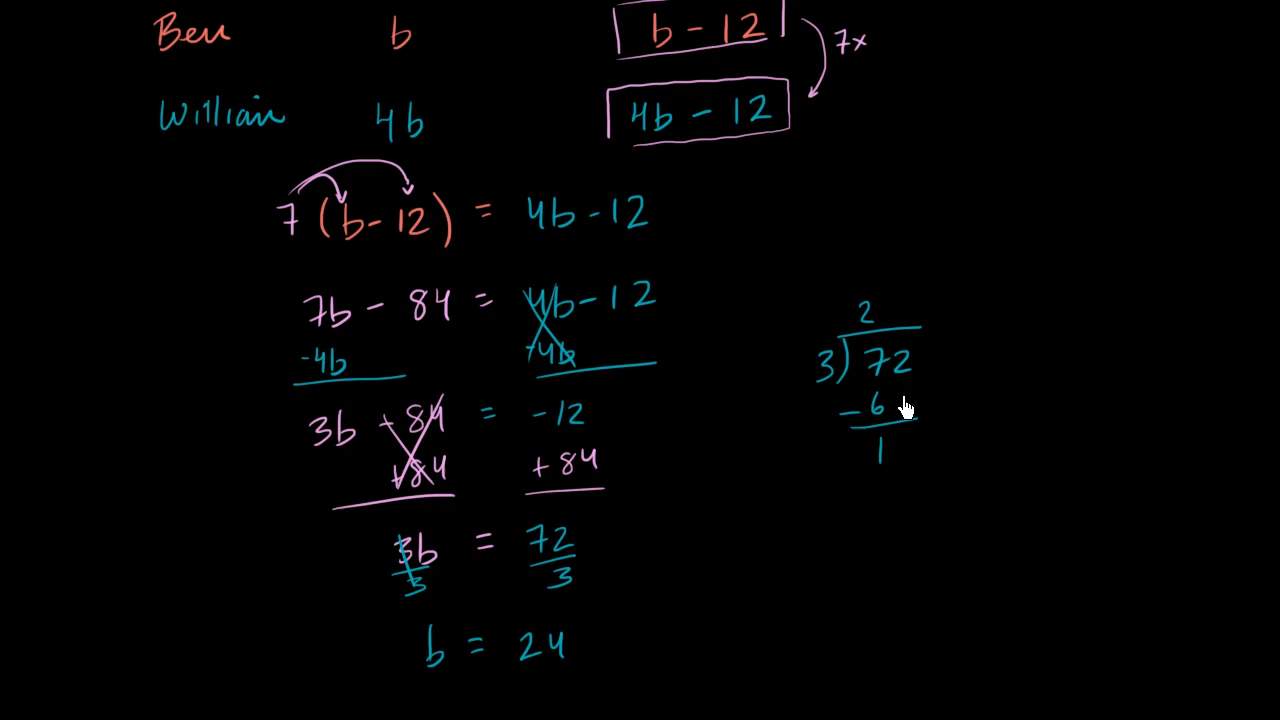 Ben b b - 12
7x
William 4b 4b - 12
7 (b - 12) = 4b - 12
7b - 84 = 4b - 12
-4b -4b
3b + 84 = -12
+84 +84
3b = 72
3 3
b = 24
2
3) 72
- 6
1